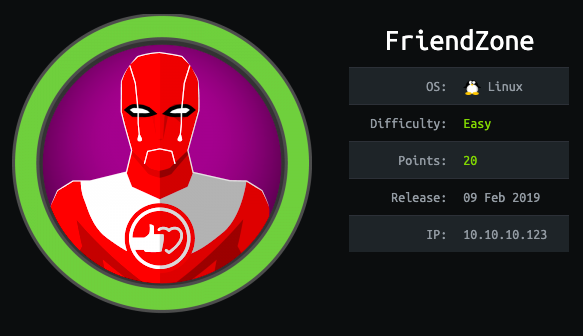 FriendZone
OS: Linux
Difficulty: Easy
Points: 20
Release: 09 Feb 2019
IP: 10.10.10.123